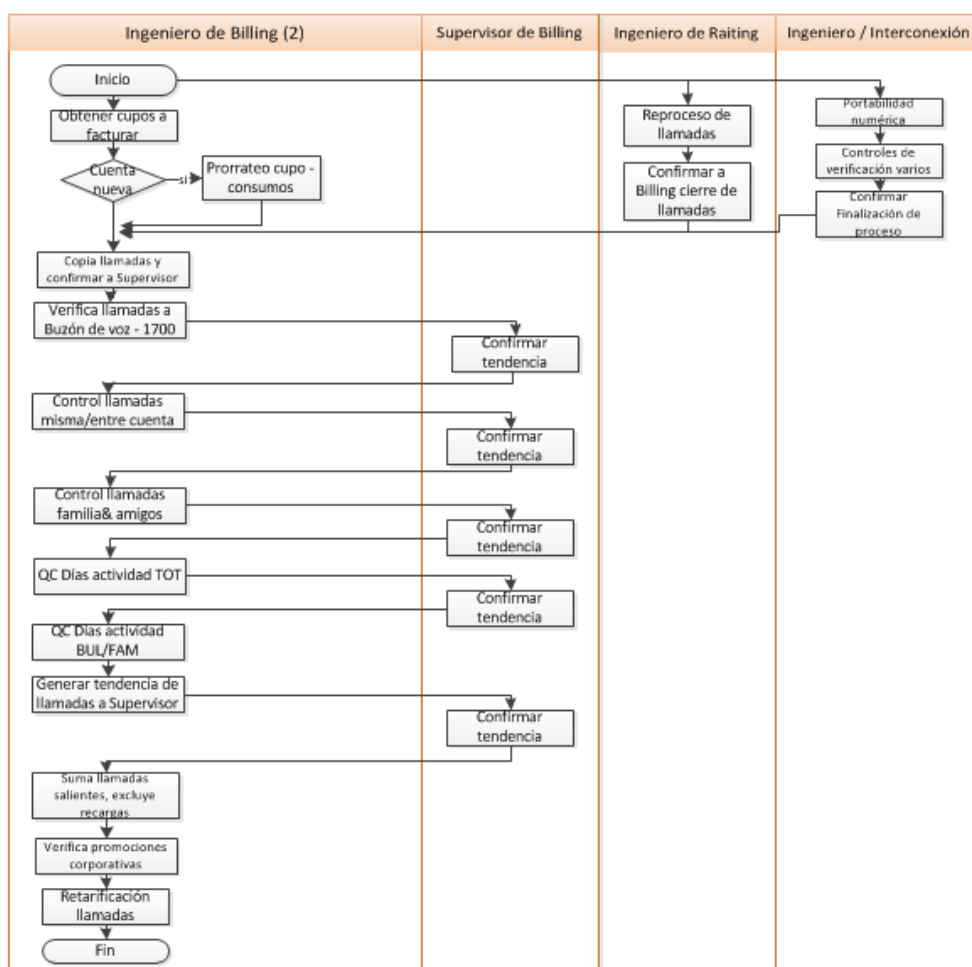 Ingeniero de Billing (2)
Supervisor de Billing
Ingeniero de Raiting
Ingeniero / Interconexión
Inicio
Obtener cupos a
facturar
Cuenta
nueva
si
Prorrateo cupo -
consumos
Reproceso de
llamadas
Confirmar a
Billing cierre de
llamadas
Portabilidad
numérica
Controles de
verificación varios
Confirmar
Finalización de
proceso
Copia llamadas y
confirmar a Supervisor
Verifica llamadas a
Buzón de voz - 1700
Confirmar
tendencia
Control llamadas
misma/entre cuenta
Confirmar
tendencia
Control llamadas
familia& amigos
Confirmar
tendencia
QC Días actividad TOT
Confirmar
tendencia
QC Dias actividad
BUL/FAM
Generar tendencia de
llamadas a Supervisor
Confirmar
tendencia
Suma llamadas
salientes, excluye
recargas
Verifica promociones
corporativas
Retarificación
llamadas
Fin